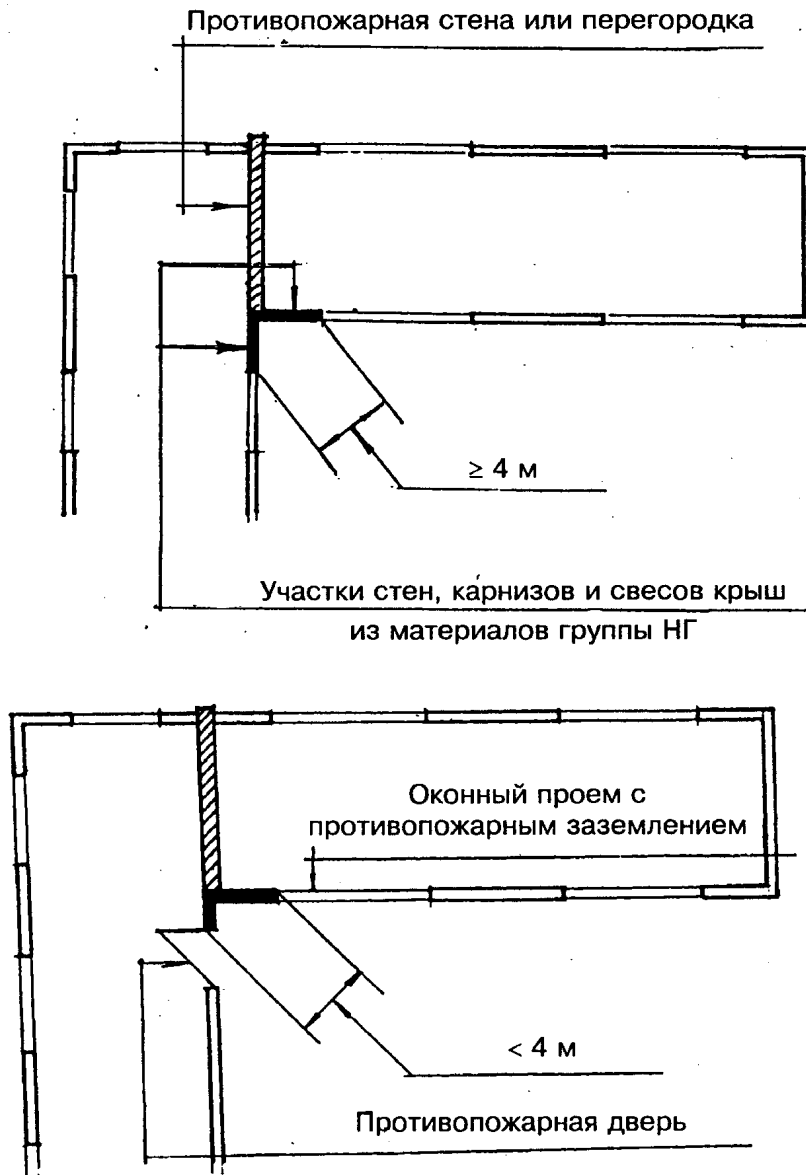 Противопожарная стена или перегородка
≥ 4 м
Участки стен, карнизов и свесов крыш
из материалов группы НГ
Оконный проем с
противопожарным заземлением
< 4 м
Противопожарная дверь